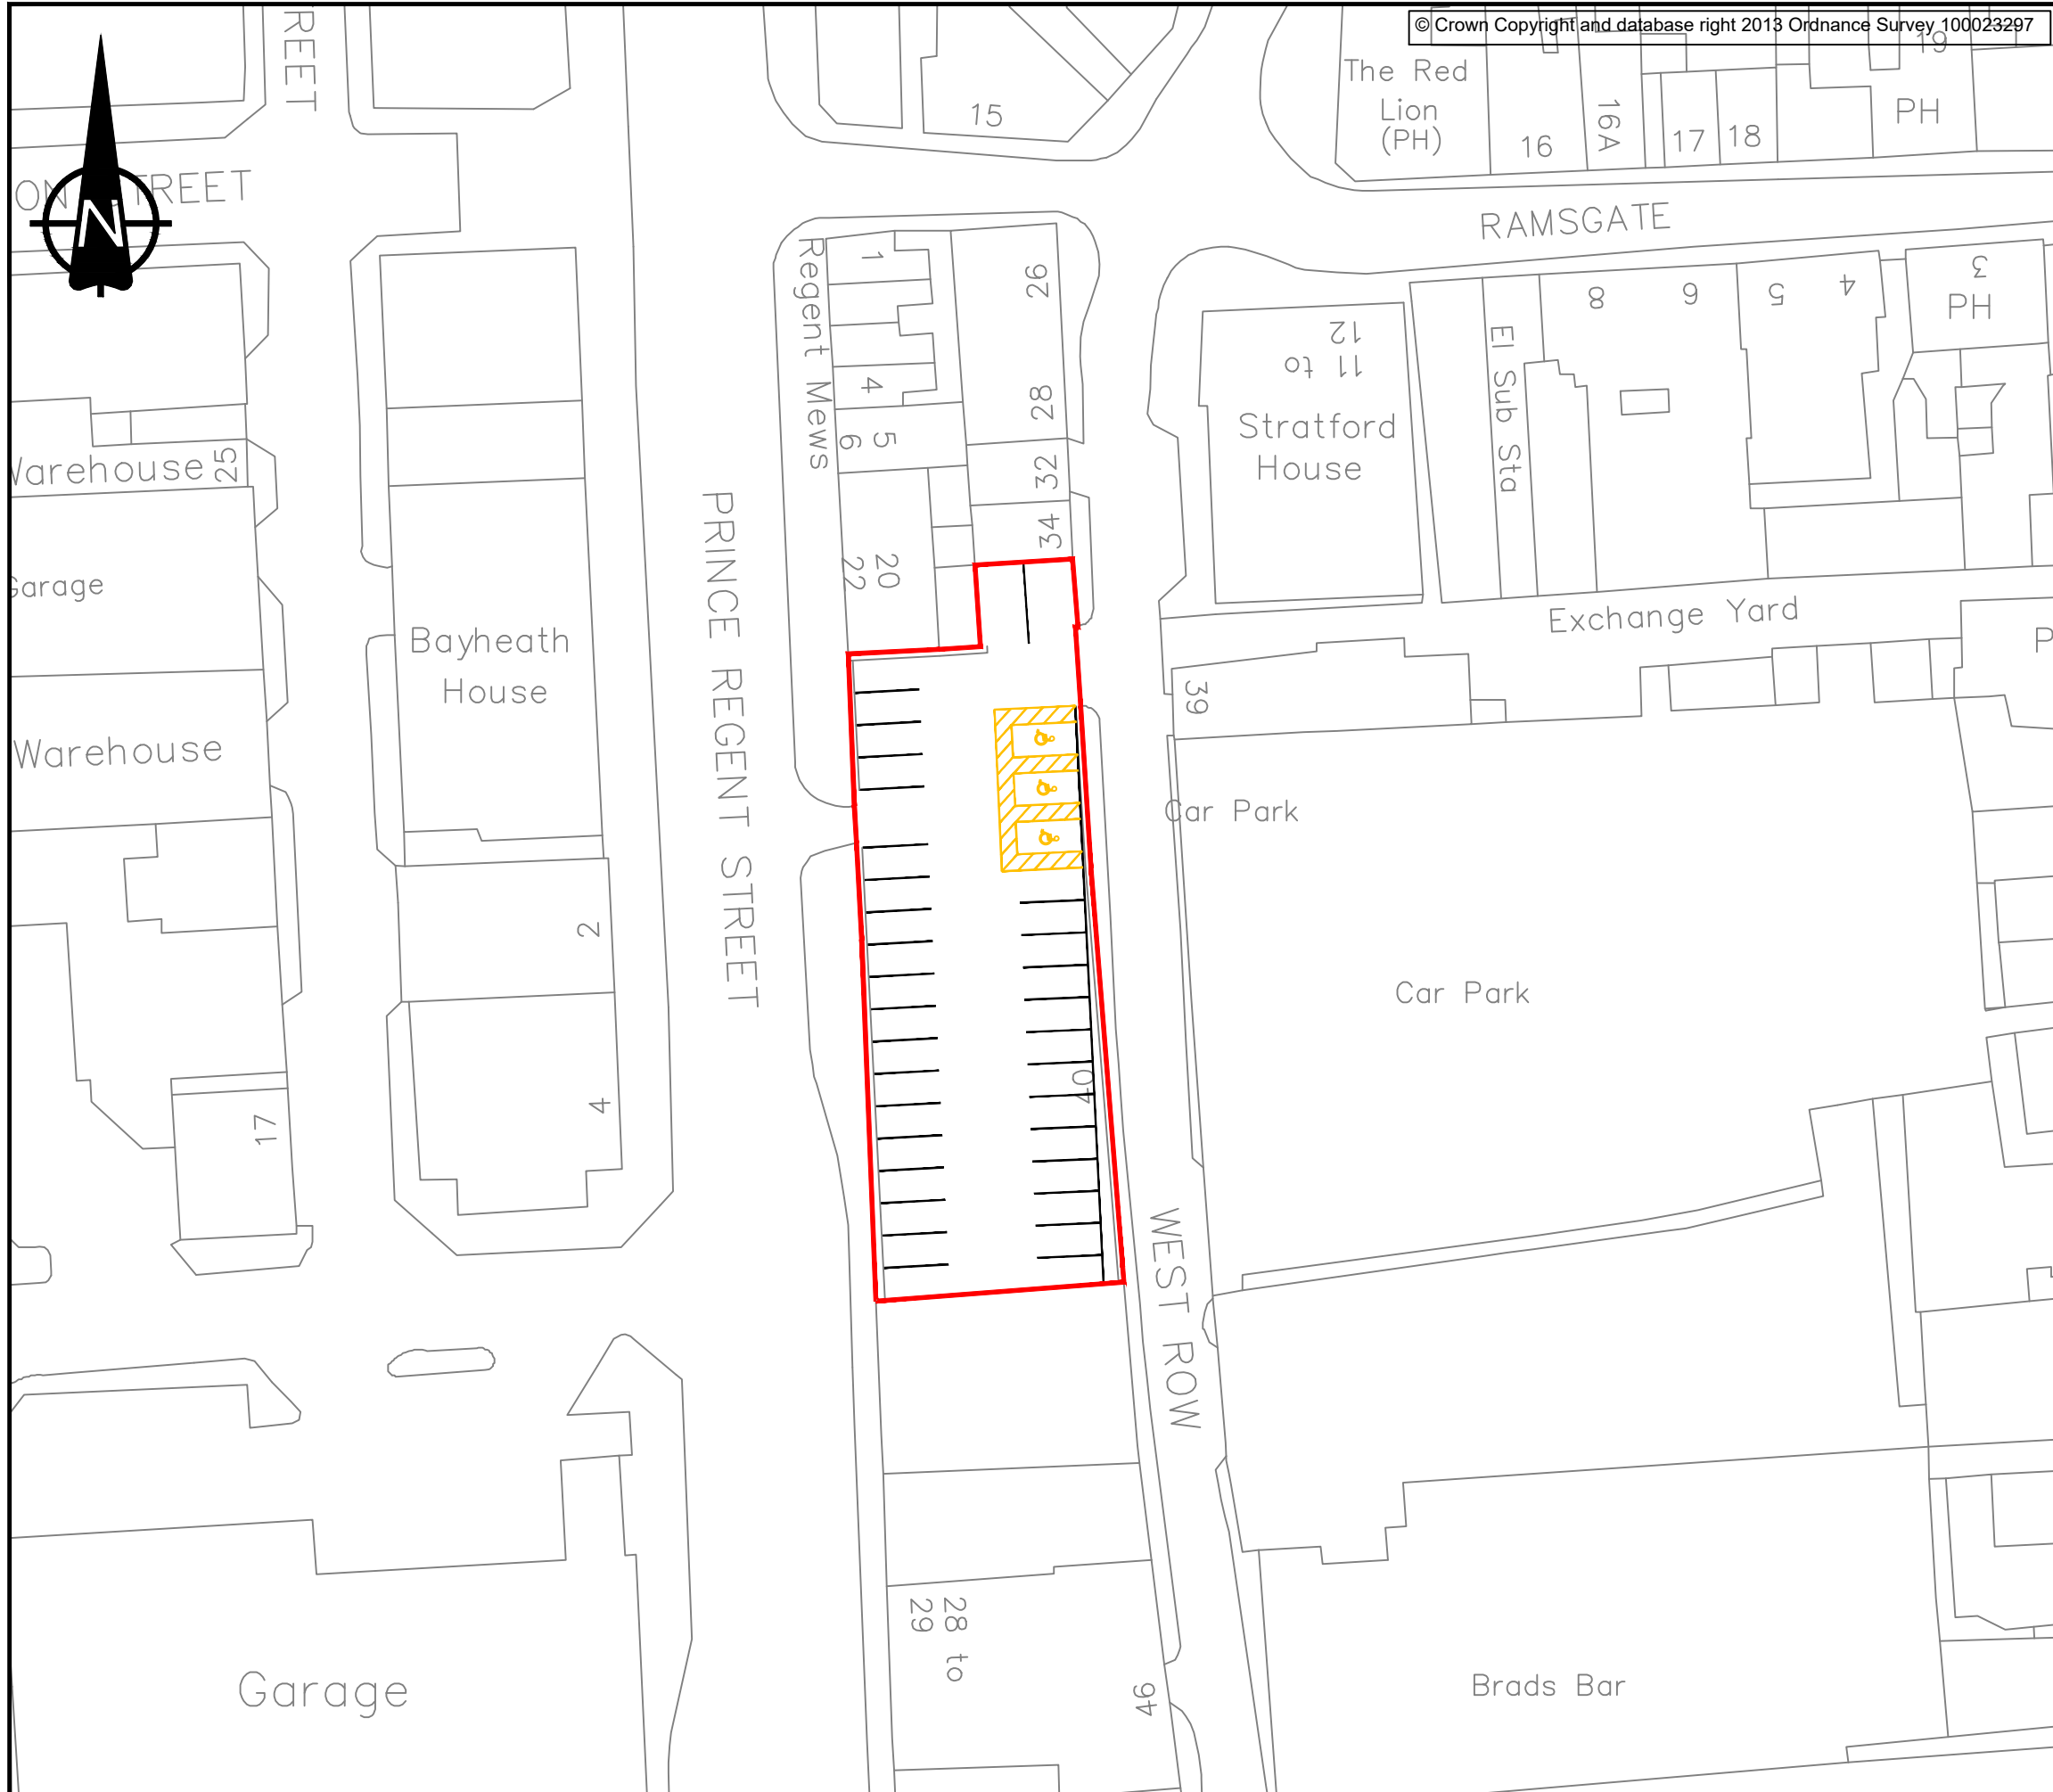 © Crown Copyright and database right 2013 Ordnance Survey 100023297
REET
15
The Red
Lion
(PH)
16
16A
17
18
19
PH
STREET
N
RAMSGATE
Regent Mews
1
4
5
6
26
28
32
34
20
22
12
11 to
Stratford
House
El Sub Sta
8
6
5
4
3
PH
Warehouse
25
Garage
Warehouse
Bayheath
House
PRINCE REGENT STREET
Exchange Yard
39
P
Car Park
Car Park
2
4
17
40
WEST ROW
28 to
29
46
Garage
Brads Bar